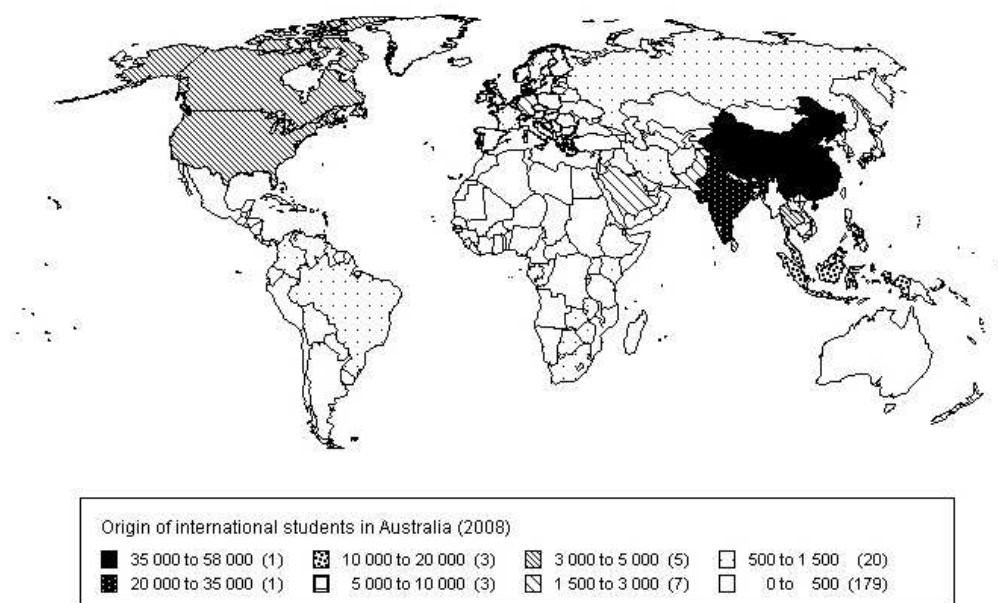 Origin of international students in Australia (2008)
35 000 to 58 000 (1) 10 000 to 20 000 (3) 3 000 to 5 000 (5) 500 to 1 500 (20)
20 000 to 35 000 (1) 5 000 to 10 000 (3) 1 500 to 3 000 (7) 0 to 500 (179)